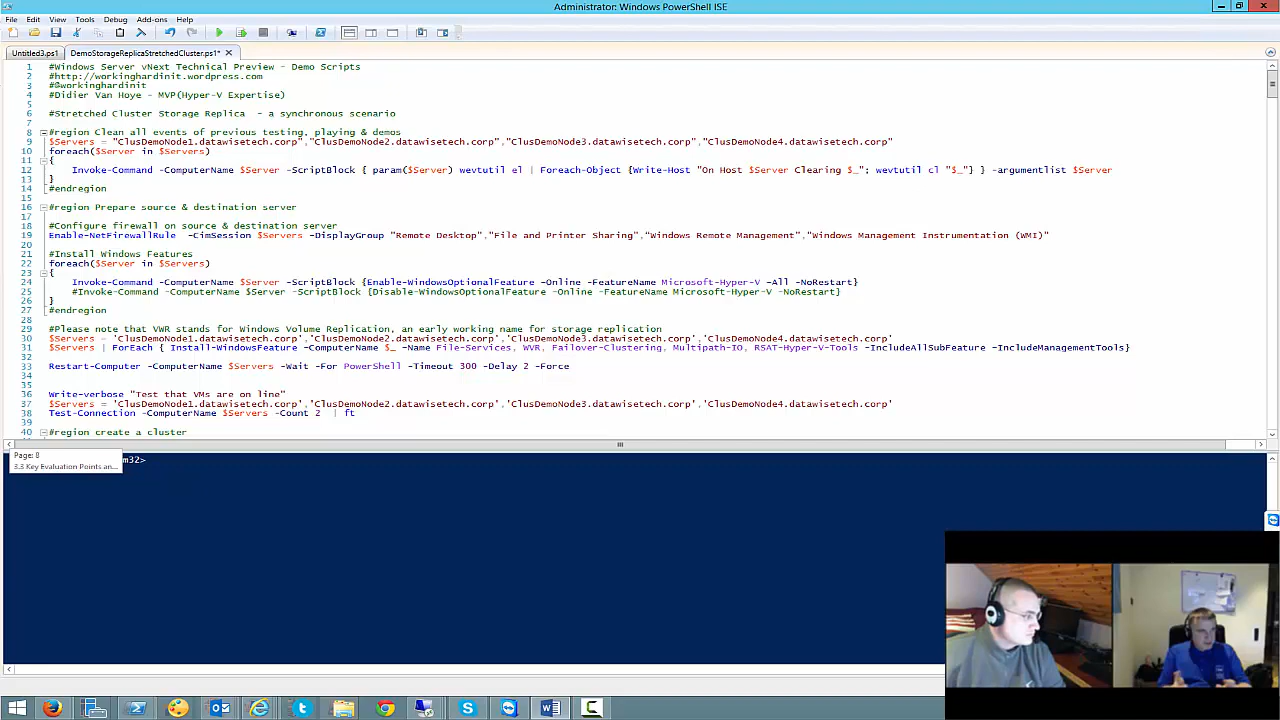 Administrator: Windows PowerShell ISE
File Edit View Tools Debug Add-ons Help
Untitled3.ps1 DemoStorageReplicaStretchedCluster.ps1*
1 #Windows Server vNext Technical Preview - Demo Scripts
2 #http://workinghardinit.wordpress.com
3 #@workinghardinit
4 #Didier Van Hoye - MVP(Hyper-V Expertise)
5
6 #Stretched Cluster Storage Replica - a synchronous scenario
7
8 #region Clean all events of previous testing, playing & demos
9 $Servers = "ClusDemoNode1.datawisetech.corp","ClusDemoNode2.datawisetech.corp","ClusDemoNode3.datawisetech.corp","ClusDemoNode4.datawisetech.corp"
10 foreach($Server in $Servers)
11 {
12 Invoke-Command -ComputerName $Server -ScriptBlock { param($Server) wevtutil el | Foreach-Object {Write-Host "On Host $Server Clearing $_"; wevtutil cl "$_"} } -argumentlist $Server
13 }
14 #endregion
15
16 #region Prepare source & destination server
17
18 #Configure firewall on source & destination server
19 Enable-NetFirewallRule -CimSession $Servers -DisplayGroup "Remote Desktop","File and Printer Sharing","Windows Remote Management","Windows Management Instrumentation (WMI)"
20
21 #Install Windows Features
22 foreach($Server in $Servers)
23 {
24 Invoke-Command -ComputerName $Server -ScriptBlock {Enable-WindowsOptionalFeature -Online -FeatureName Microsoft-Hyper-V -All -NoRestart}
25 #Invoke-Command -ComputerName $Server -ScriptBlock {Disable-WindowsOptionalFeature -Online -FeatureName Microsoft-Hyper-V -NoRestart}
26 }
27 #endregion
28
29 #Please note that VWR stands for Windows Volume Replication, an early working name for storage replication
30 $Servers = 'ClusDemoNode1.datawisetech.corp','ClusDemoNode2.datawisetech.corp','ClusDemoNode3.datawisetech.corp','ClusDemoNode4.datawisetech.corp'
31 $Servers | ForEach { Install-WindowsFeature -ComputerName $_ -Name File-Services, WVR, Failover-Clustering, Multipath-IO, RSAT-Hyper-V-Tools -IncludeAllSubFeature -IncludeManagementTools}
32
33 Restart-Computer -ComputerName $Servers -Wait -For PowerShell -Timeout 300 -Delay 2 -Force
34
35
36 Write-verbose "Test that VMs are on line"
37 $Servers = 'ClusDemoNode1.datawisetech.corp','ClusDemoNode2.datawisetech.corp','ClusDemoNode3.datawisetech.corp','ClusDemoNode4.datawisetech.corp'
38 Test-Connection -ComputerName $Servers -Count 2 | ft
39
40 #region create a cluster
Page: 8
3.3 Key Evaluation Points an...
m32>